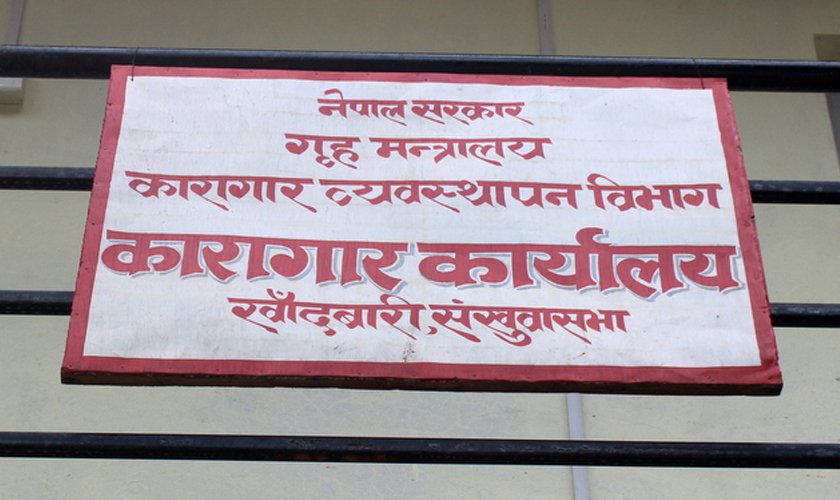 नेपाल सरकार
गृह मन्त्रालय
कारागार व्यवस्थापन विभाग
कारागार कार्यालय
खाँदबारी, संखुवासभा